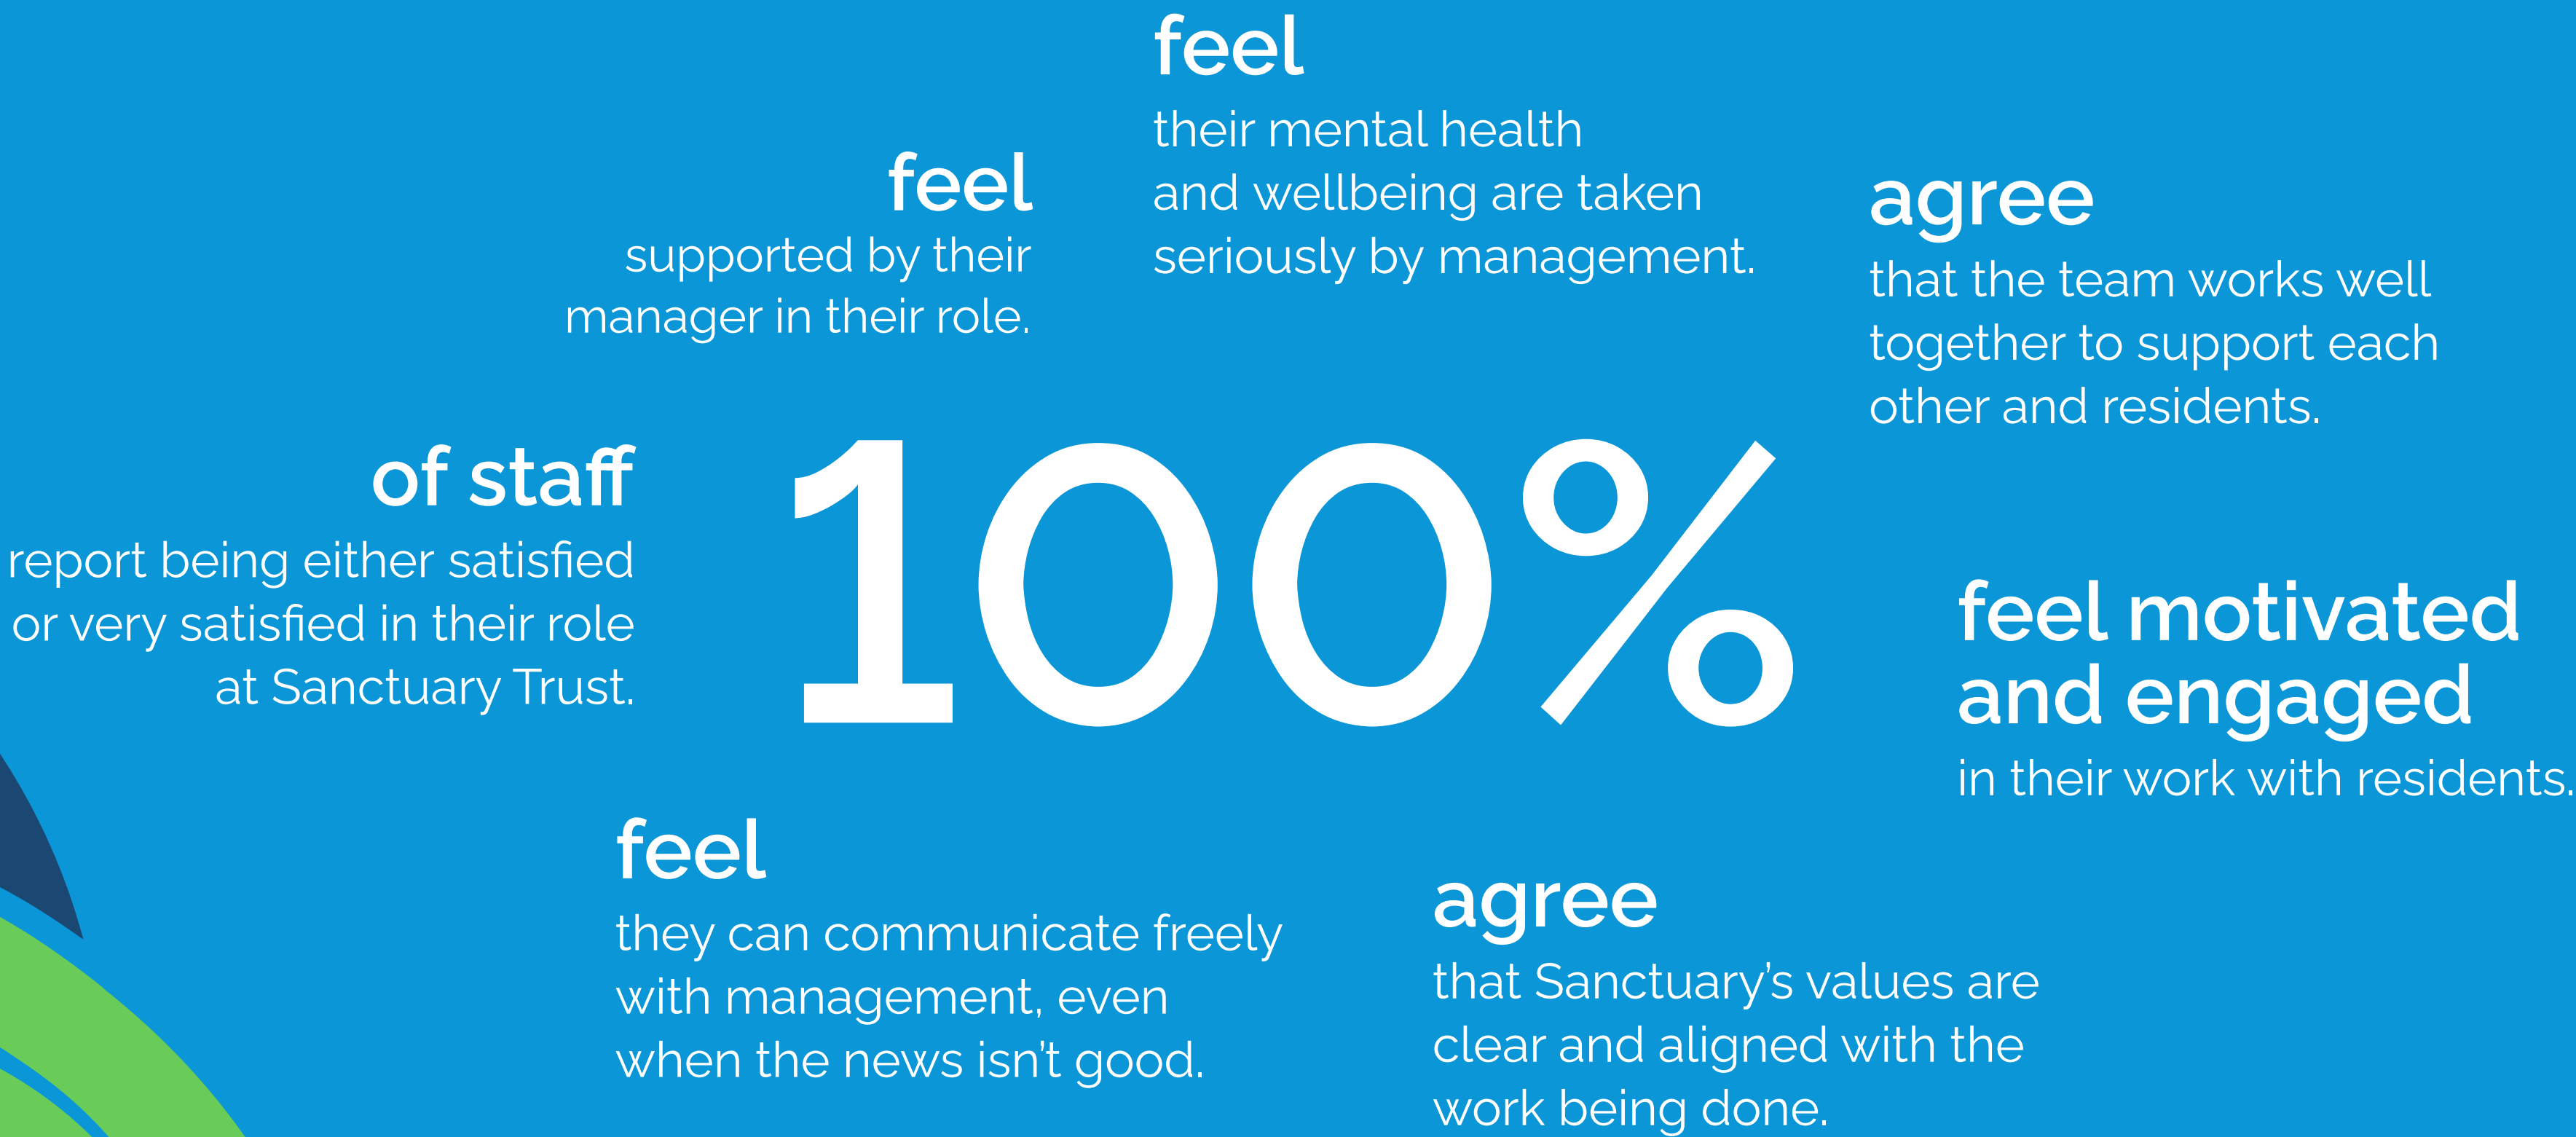 feel
their mental health
and wellbeing are taken
seriously by management.
feel
supported by their
manager in their role.
agree
that the team works well
together to support each
other and residents.
of staff
report being either satisfied
or very satisfied in their role
at Sanctuary Trust.
100%
feel motivated
and engaged
in their work with residents.
feel
they can communicate freely
with management, even
when the news isn’t good.
agree
that Sanctuary’s values are
clear and aligned with the
work being done.